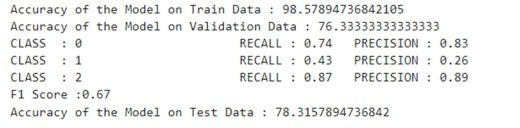 Accuracy of the Model on Train Data : 98.57894736842105
Accuracy of the Model on Validation Data : 76.33333333333333
CLASS : 0 RECALL : 0.74 PRECISION : 0.83
CLASS : 1 RECALL : 0.43 PRECISION : 0.26
CLASS : 2 RECALL : 0.87 PRECISION : 0.89
F1 Score :0.67
Accuracy of the Model on Test Data : 78.3157894736842